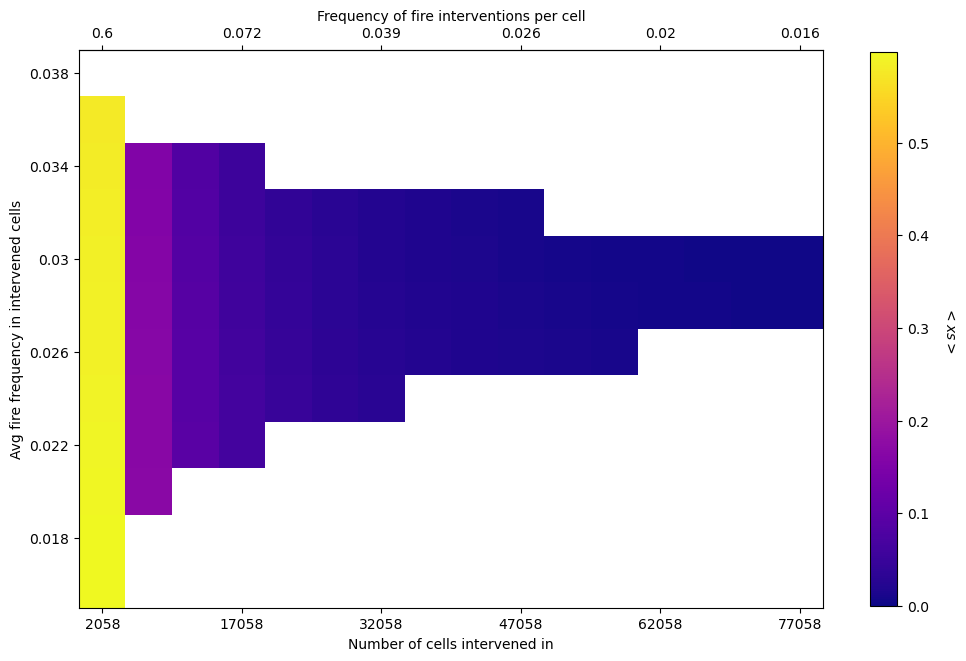 Frequency of fire interventions per cell
0.6 0.072 0.039 0.026 0.02 0.016
0.038
0.034
0.03
0.026
0.022
0.018
Avg fire frequency in intervened cells
2058 17058 32058 47058 62058 77058
Number of cells intervened in
0.5
0.4
0.3
0.2
0.1
0.0
< xs >